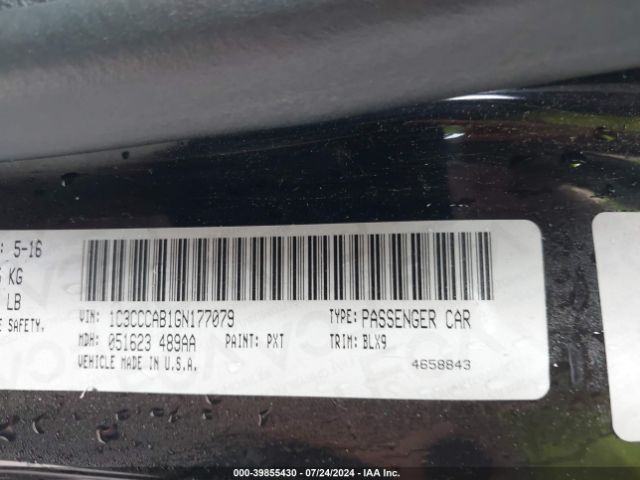 : 5-16
KG
LB
E SAFETY.
VIN: 1C3CCCAB1GN177079
TYPE: PASSENGER CAR
MDH: 051623 489AA
PAINT: PXT
TRIM: BLX9
VEHICLE MADE IN U.S.A.
4658843
000-39855430 - 07/24/2024 - IAA Inc.